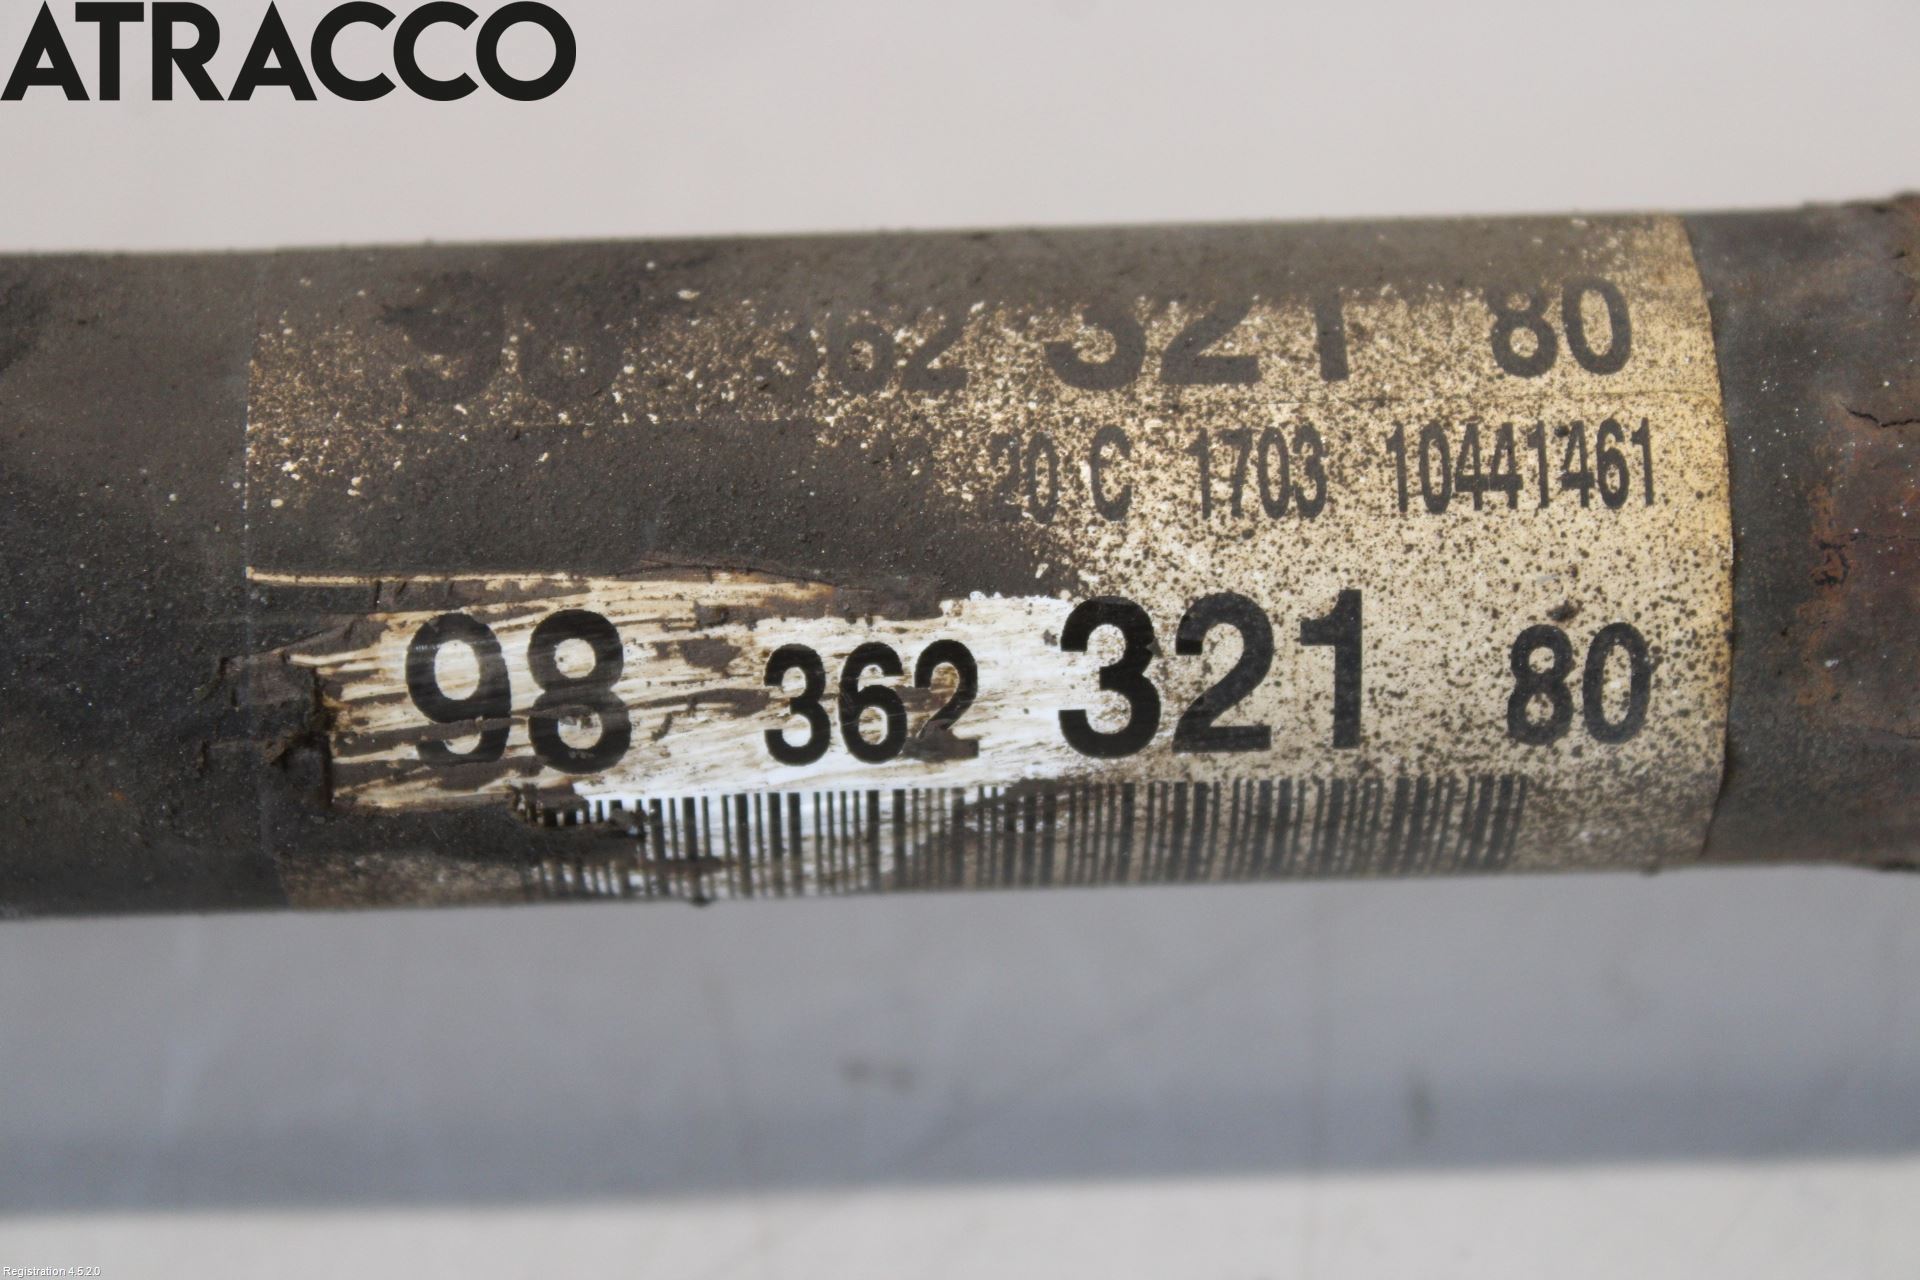 ATRACCO
98 362 321 80
20 C 1703 10441461
98 362 321 80
Registration 4.5.2.0